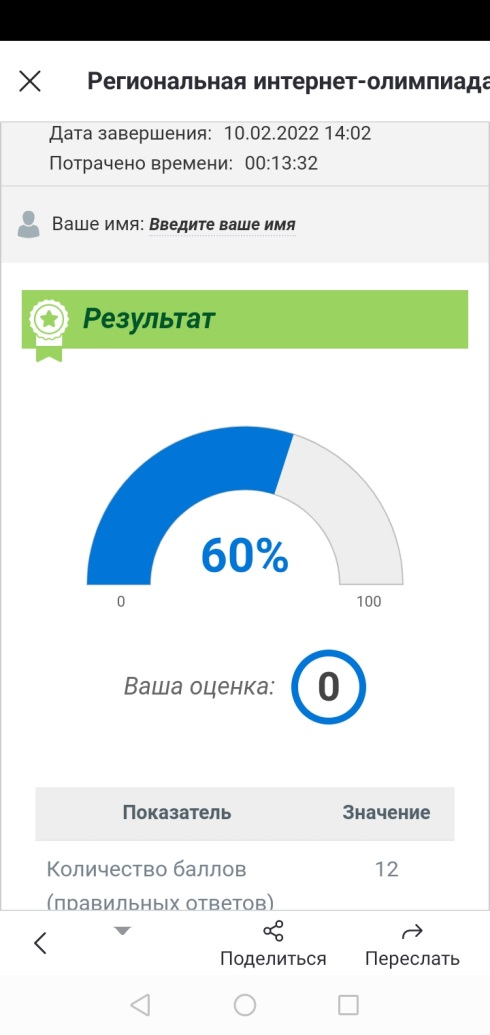 Региональная интернет-олимпиада
Дата завершения: 10.02.2022 14:02
Потрачено времени: 00:13:32
Ваше имя: Введите ваше имя
Результат
60%
0 100
Ваша оценка: 0
Показатель Значение
Количество баллов 12
(правильных ответов)
Поделиться Переслать